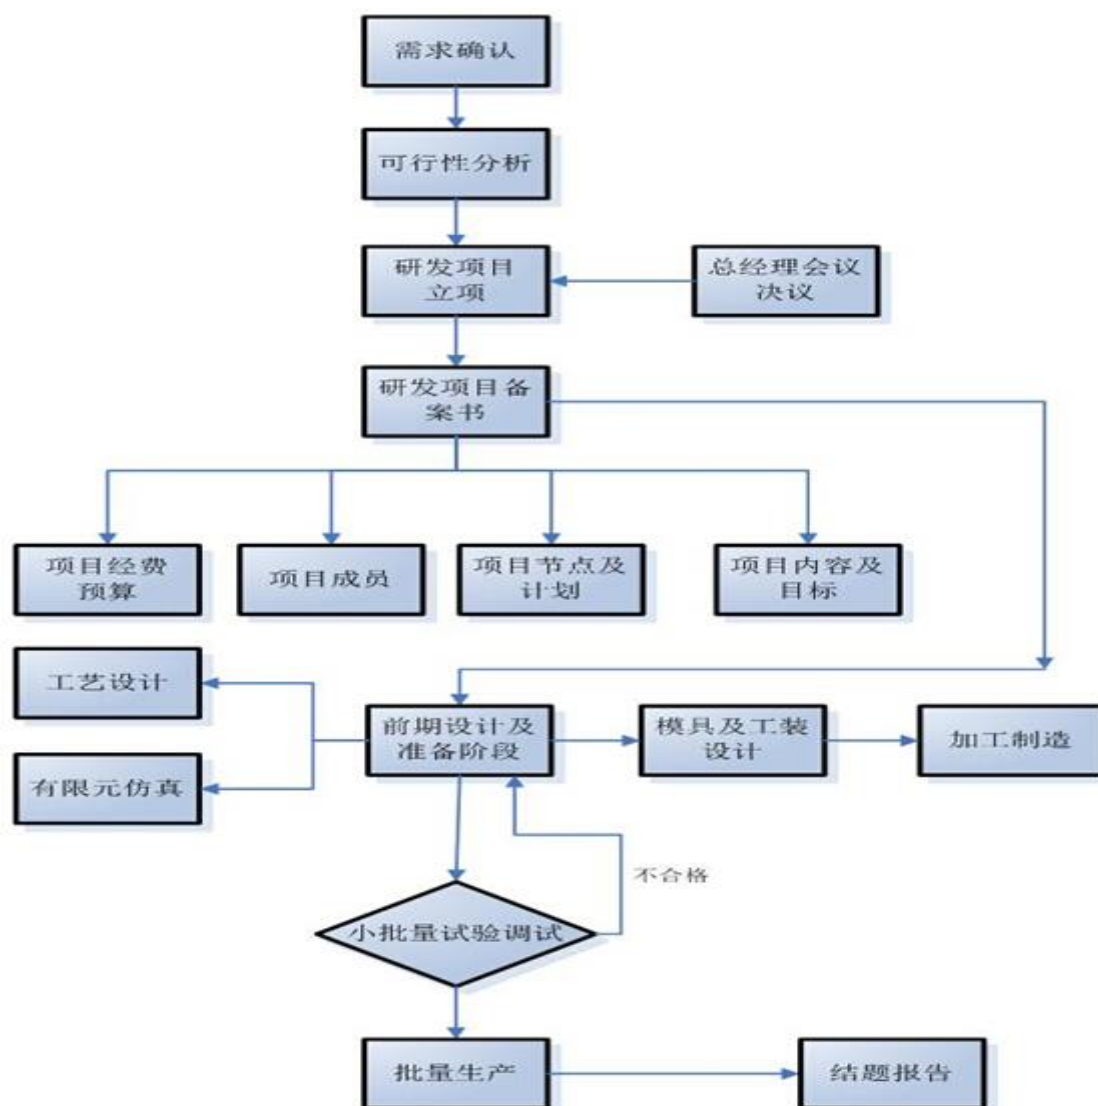 需求确认
可行性分析
研发项目
立项
总经理会议
决议
研发项目备
案书
项目经费
预算
项目成员
项目节点及
计划
项目内容及
目标
工艺设计
有限元仿真
前期设计及
准备阶段
模具及工装
设计
加工制造
不合格
小批量试验调试
批量生产
结题报告